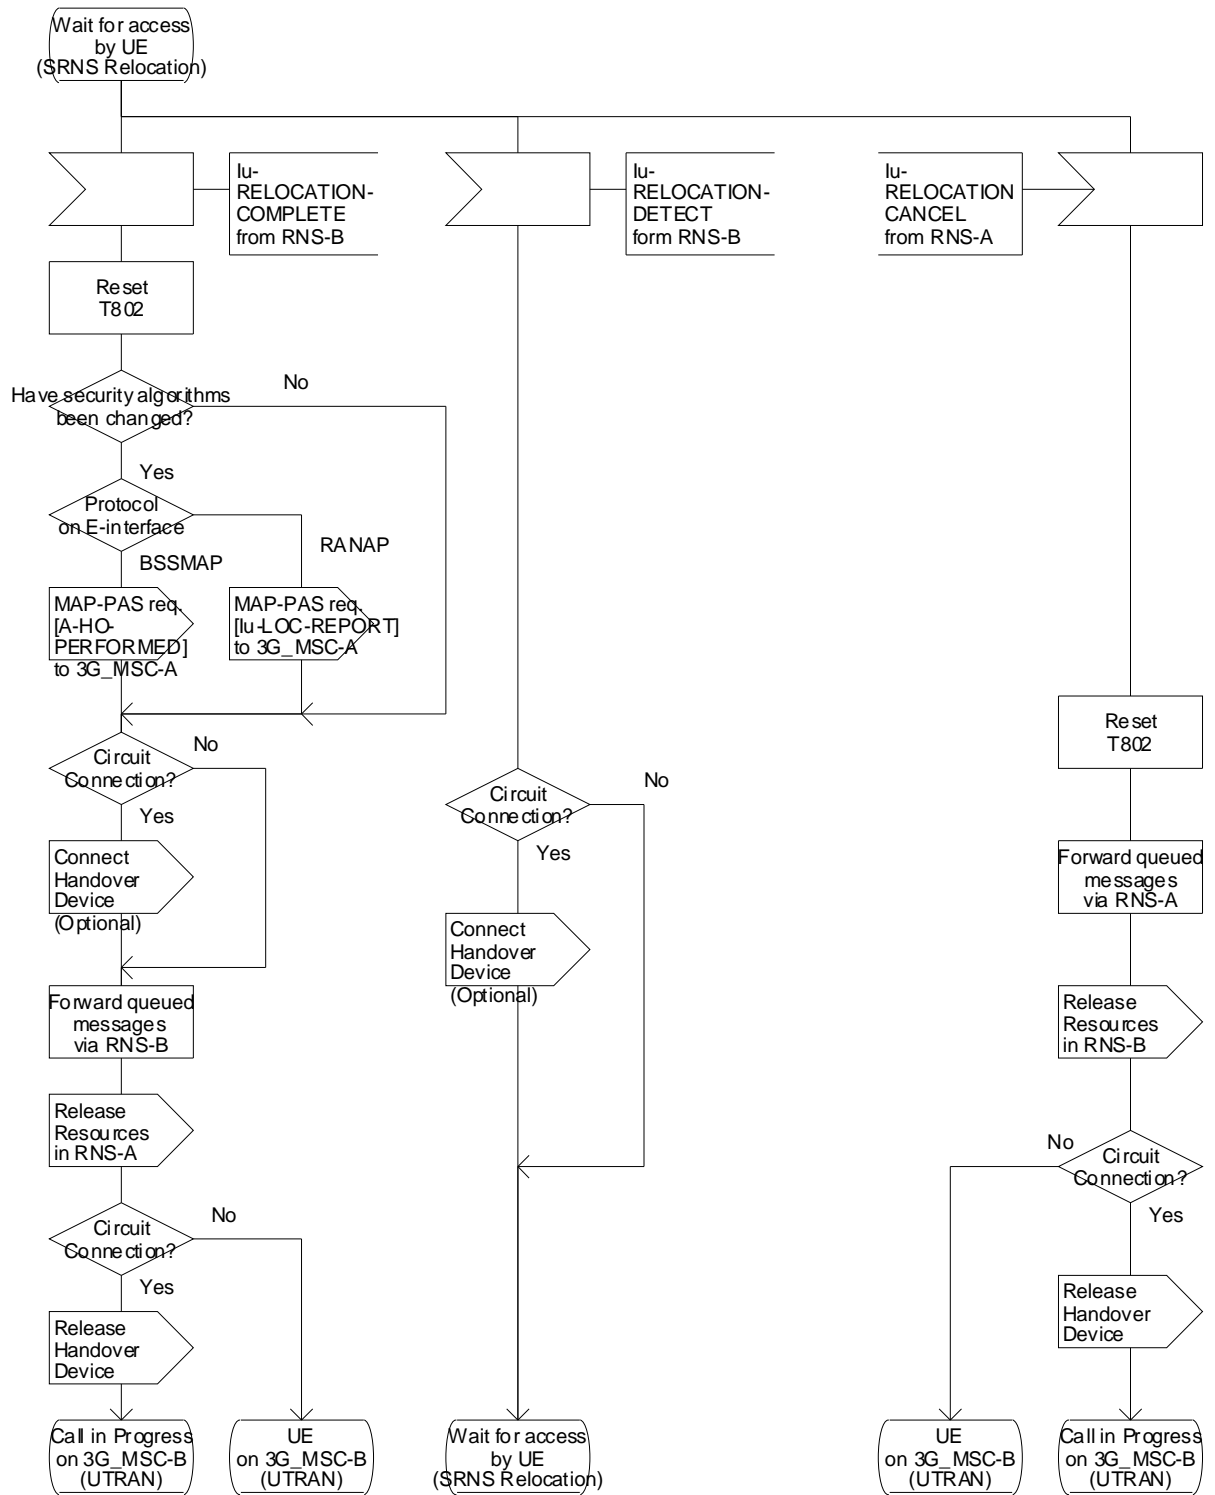 Wait for access
by UE
(SRNS Relocation)
Iu-
RELOCATION-
COMPLETE
from RNS-B
Iu-
RELOCATION-
DETECT
form RNS-B
Iu-
RELOCATION
CANCEL
from RNS-A
Reset
T802
Have security algorithms
been changed?
No
Yes
Protocol
on E-interface
BSSMAP
RANAP
MAP-PAS req.
[A-HO-
PERFORMED]
to 3G_MSC-A
MAP-PAS req.
[Iu-LOC-REPORT]
to 3G_MSC-A
Circuit
Connection?
No
Yes
Connect
Handover
Device
(Optional)
Forward queued
messages
via RNS-B
Release
Resources
in RNS-A
Circuit
Connection?
No
Yes
Release
Handover
Device
Call in Progress
on 3G_MSC-B
(UTRAN)
UE
on 3G_MSC-B
(UTRAN)
Circuit
Connection?
No
Yes
Connect
Handover
Device
(Optional)
Wait for access
by UE
(SRNS Relocation)
Reset
T802
Forward queued
messages
via RNS-A
Release
Resources
in RNS-B
No
Circuit
Connection?
Yes
Release
Handover
Device
UE
on 3G_MSC-B
(UTRAN)
Call in Progress
on 3G_MSC-B
(UTRAN)